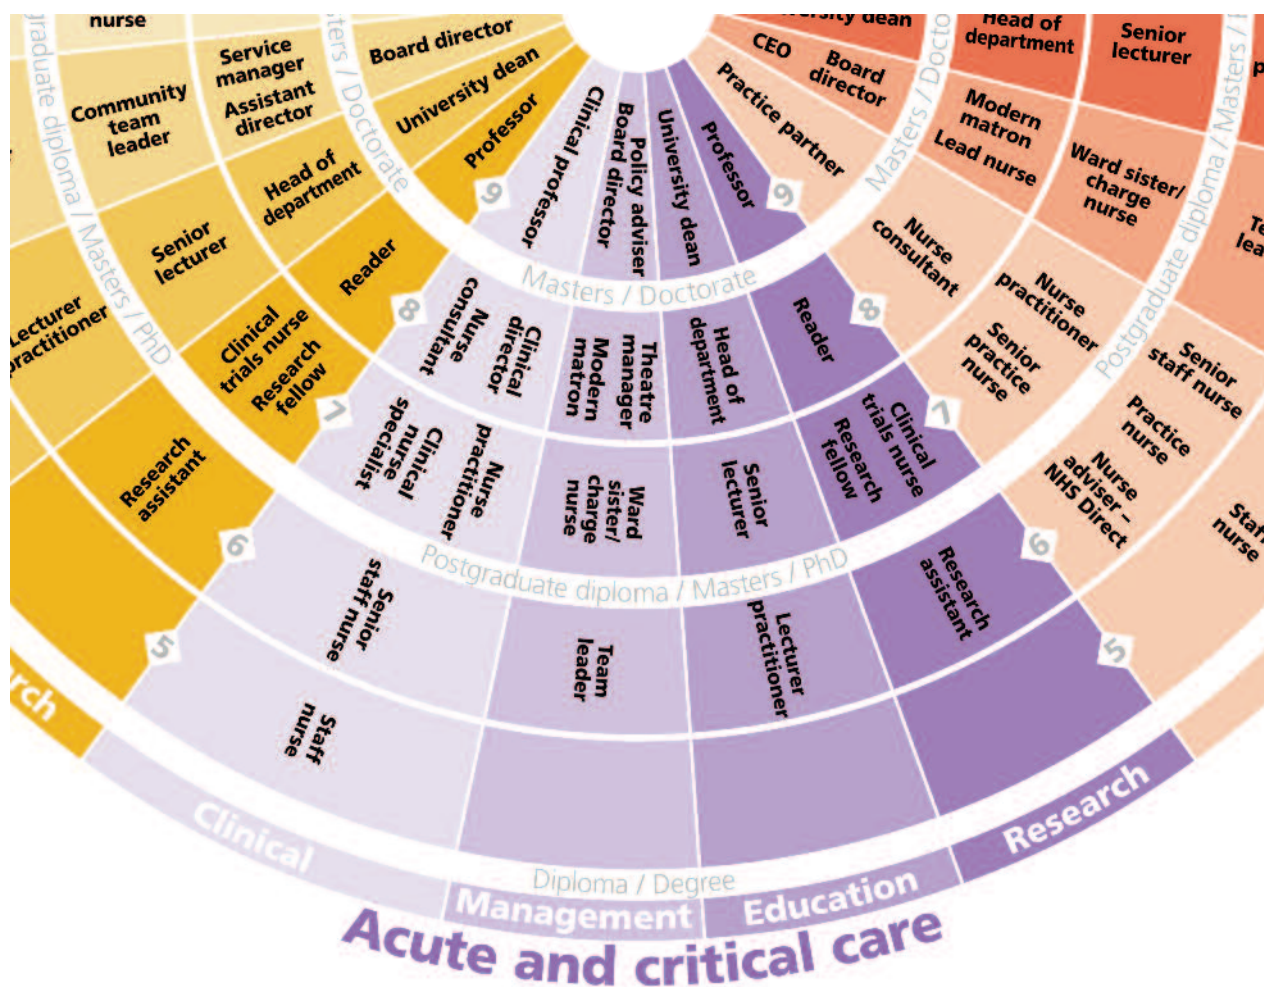 nurse
Service
manager
Assistant
director
Community
team
leader
Board director
University dean
Professor
Head of
department
Senior
lecturer
Reader
Lecturer
practitioner
Clinical
trials nurse
Research
fellow
Research
assistant
graduate diploma / Masters / PhD
Masters / Doctorate
9
8
7
6
5
Clinical professor
Policy adviser
Board director
University dean
Professor
9
Masters / Doctorate
Clinical
director
Nurse
consultant
Theatre
manager
Modern
matron
Head of
department
Reader
8
Nurse
practitioner
Clinical
nurse
specialist
Ward
sister/
charge
nurse
Senior
lecturer
Clinical
trials nurse
Research
fellow
7
Postgraduate diploma / Masters / PhD
Senior
staff nurse
Team
leader
Lecturer
practitioner
Research
assistant
6
Staff
nurse
5
Diploma / Degree
Clinical
Management
Education
Research
Acute and critical care
dean
CEO
Board
director
Practice partner
Head of
department
Senior
lecturer
Modern
matron
Lead nurse
Ward sister/
charge
nurse
Nurse
consultant
Nurse
practitioner
Senior
practice
nurse
Senior
staff nurse
Practice
nurse
Nurse
adviser –
NHS Direct
Staff
nurse
Masters / Docto
Postgraduate diploma / Masters /